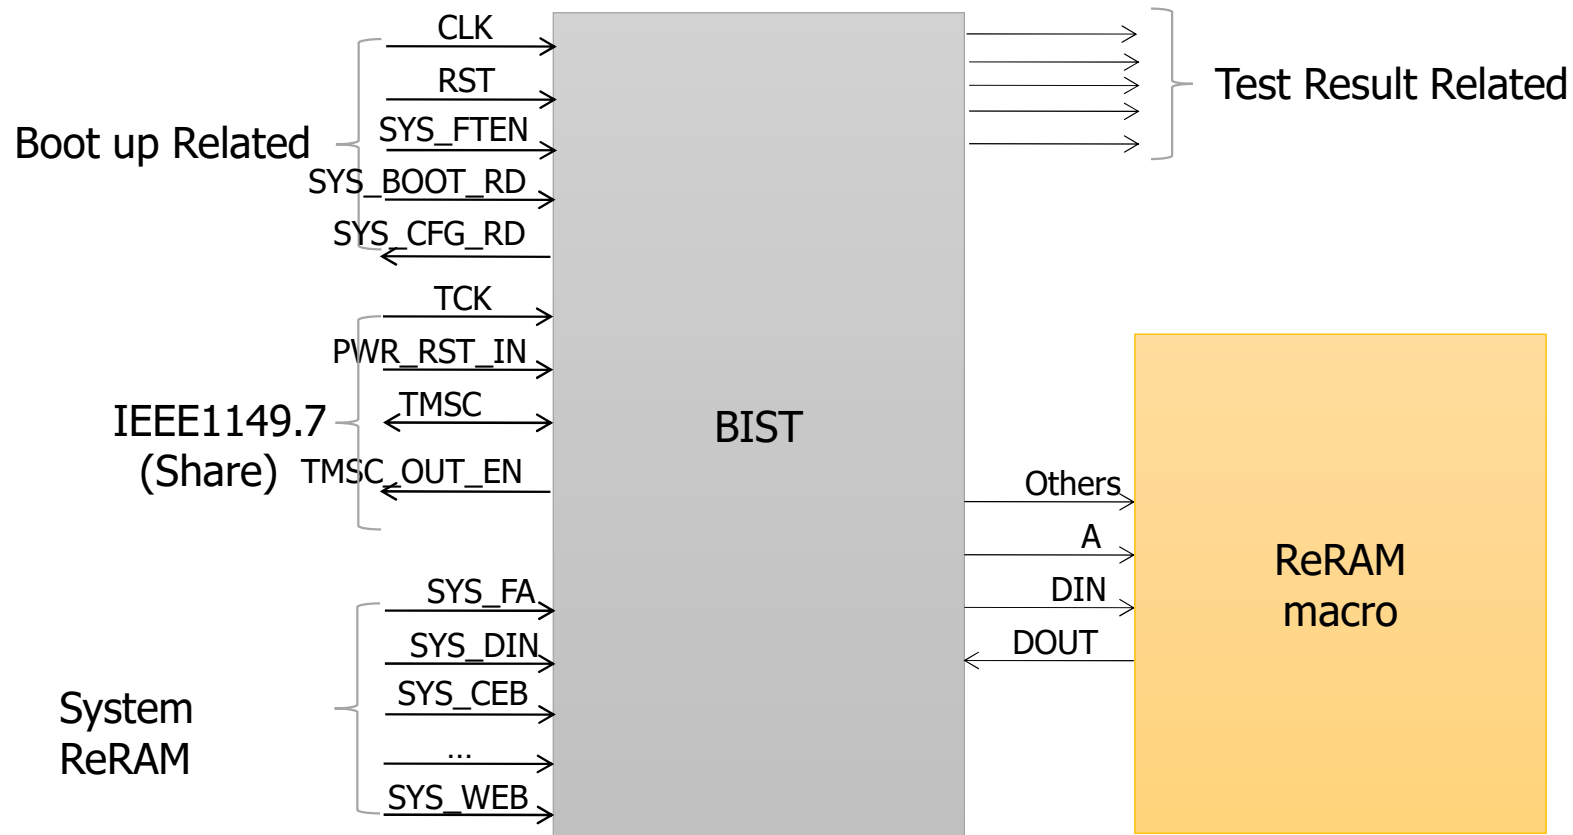 CLK
RST
SYS_FTEN
SYS_BOOT_RD
SYS_CFG_RD
Boot up Related
TCK
PWR_RST_IN
TMSC
TMSC_OUT_EN
IEEE1149.7
(Share)
SYS_FA
SYS_DIN
SYS_CEB
...
SYS_WEB
System
ReRAM
BIST
Test Result Related
Others
A
DIN
DOUT
ReRAM
macro